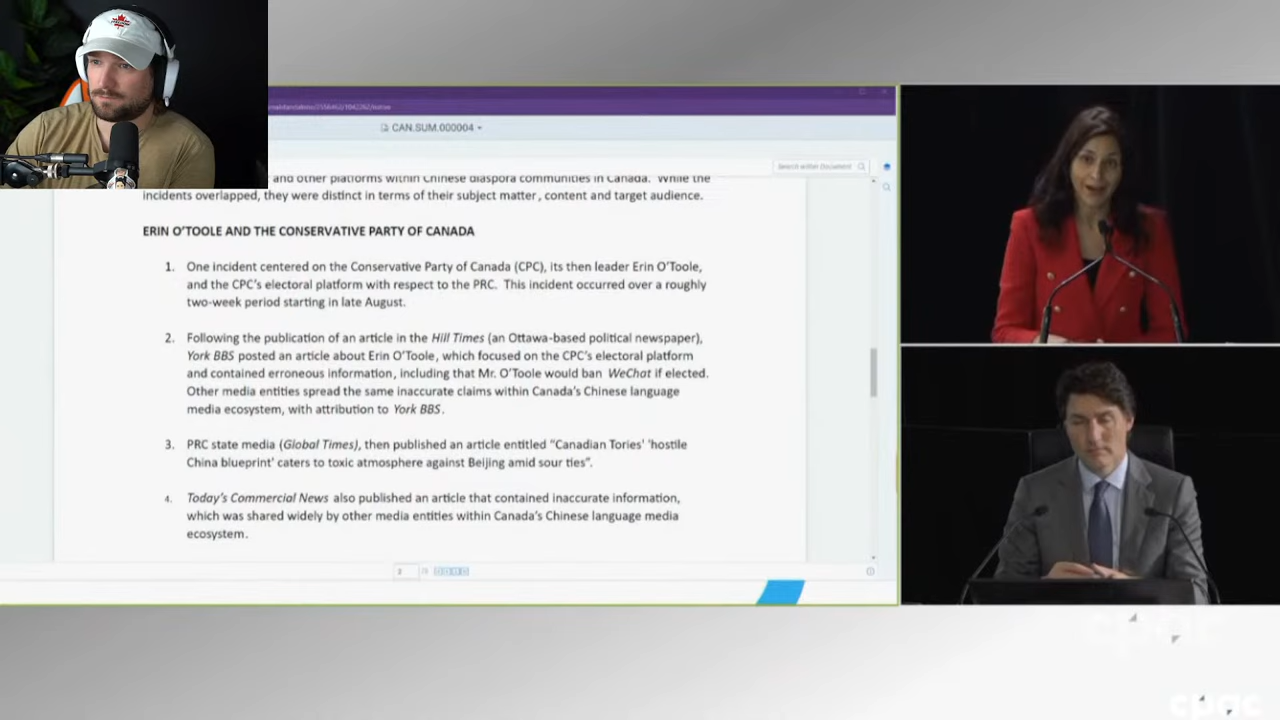 CAN.SUM.000004
Search within Document
and other platforms within Chinese diaspora communities in Canada. While the
incidents overlapped, they were distinct in terms of their subject matter, content and target audience.
ERIN O'TOOLE AND THE CONSERVATIVE PARTY OF CANADA
1. One incident centered on the Conservative Party of Canada (CPC), its then leader Erin O'Toole,
and the CPC's electoral platform with respect to the PRC. This incident occurred over a roughly
two-week period starting in late August.
2. Following the publication of an article in the Hill Times (an Ottawa-based political newspaper),
York BBS posted an article about Erin O'Toole, which focused on the CPC's electoral platform
and contained erroneous information, including that Mr. O'Toole would ban WeChat if elected.
Other media entities spread the same inaccurate claims within Canada's Chinese language
media ecosystem, with attribution to York BBS.
3. PRC state media (Global Times), then published an article entitled "Canadian Tories' 'hostile
China blueprint' caters to toxic atmosphere against Beijing amid sour ties".
4. Today's Commercial News also published an article that contained inaccurate information,
which was shared widely by other media entities within Canada's Chinese language media
ecosystem.
2
cpac
cpac